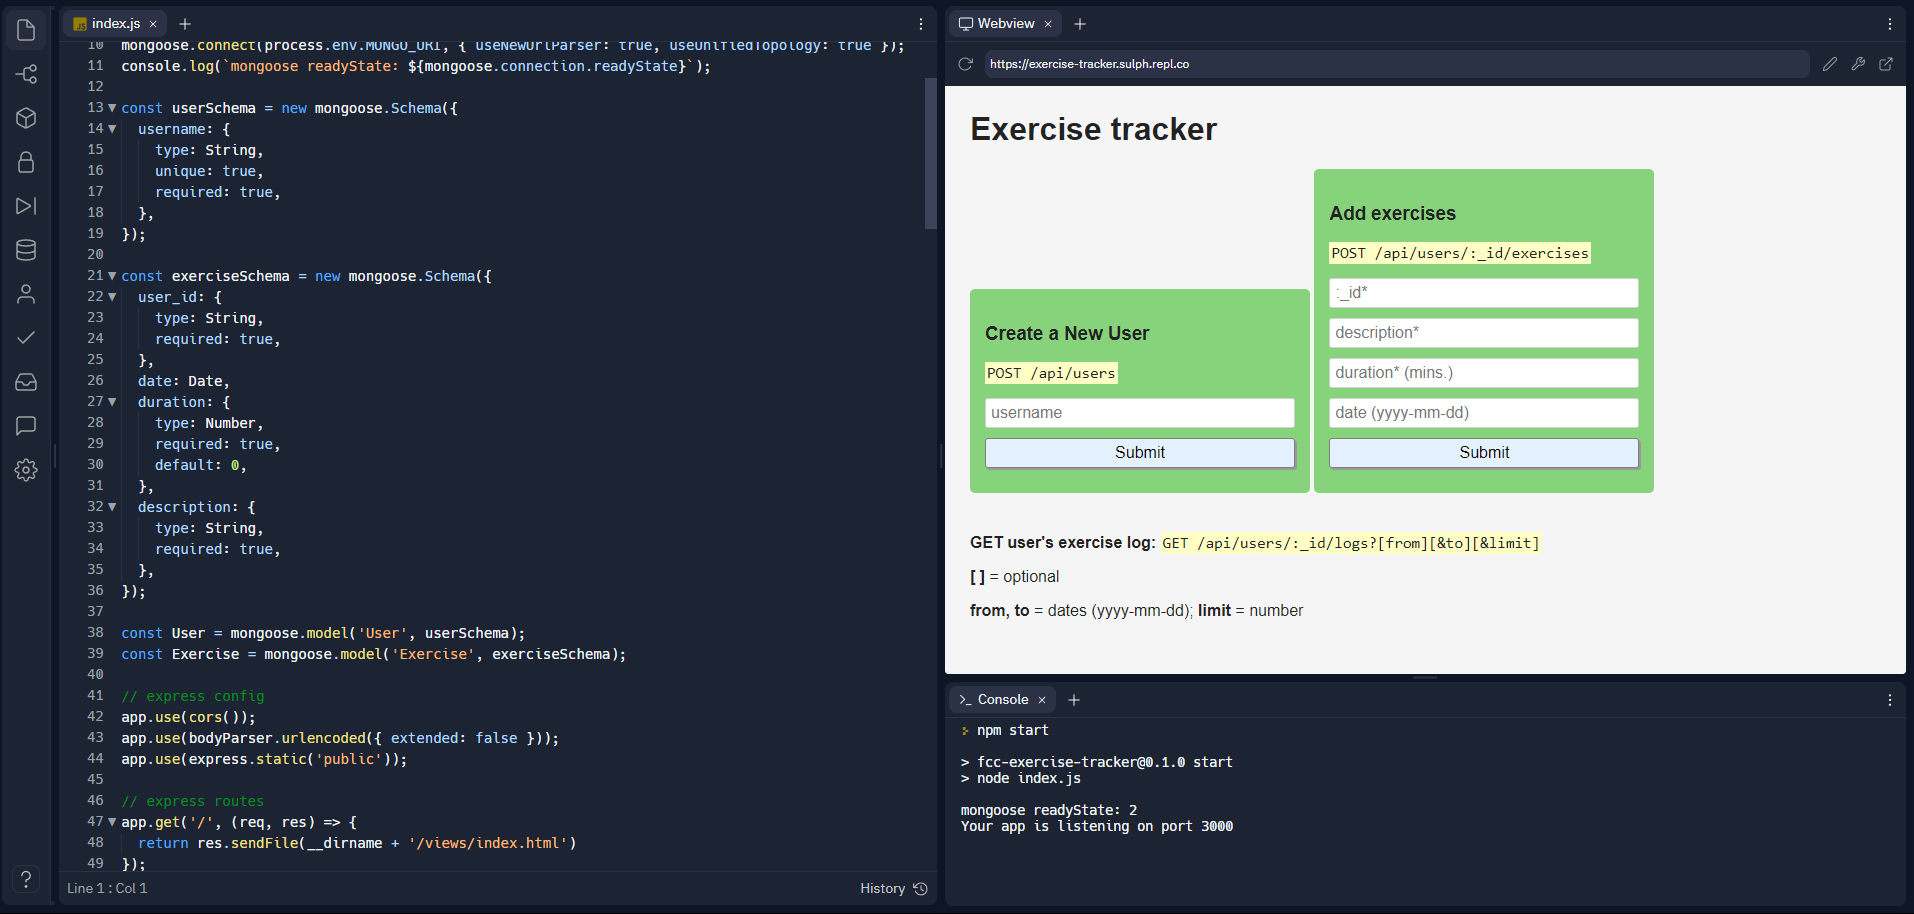 index.js ×
10 mongoose.connect(process.env.MONGO_URI, { useNewUrlParser: true, useUnifiedTopology: true });
11 console.log(`mongoose readyState: ${mongoose.connection.readyState}`);
12
13 const userSchema = new mongoose.Schema({
14 username: {
15 type: String,
16 unique: true,
17 required: true,
18 },
19 });
20
21 const exerciseSchema = new mongoose.Schema({
22 user_id: {
23 type: String,
24 required: true,
25 },
26 date: Date,
27 duration: {
28 type: Number,
29 required: true,
30 default: 0,
31 },
32 description: {
33 type: String,
34 required: true,
35 },
36 });
37
38 const User = mongoose.model('User', userSchema);
39 const Exercise = mongoose.model('Exercise', exerciseSchema);
40
41 // express config
42 app.use(cors());
43 app.use(bodyParser.urlencoded({ extended: false }));
44 app.use(express.static('public'));
45
46 // express routes
47 app.get('/', (req, res) => {
48 return res.sendFile(__dirname + '/views/index.html')
49 });
Line 1 : Col 1
History
Webview ×
https://exercise-tracker.sulph.repl.co
Exercise tracker
Create a New User
POST /api/users
username
Submit
Add exercises
POST /api/users/:_id/exercises
:_id*
description*
duration* (mins.)
date (yyyy-mm-dd)
Submit
GET user's exercise log: GET /api/users/:_id/logs?[from][&to][&limit]
[ ] = optional
from, to = dates (yyyy-mm-dd); limit = number
Console ×
npm start
> fcc-exercise-tracker@0.1.0 start
> node index.js
mongoose readyState: 2
Your app is listening on port 3000